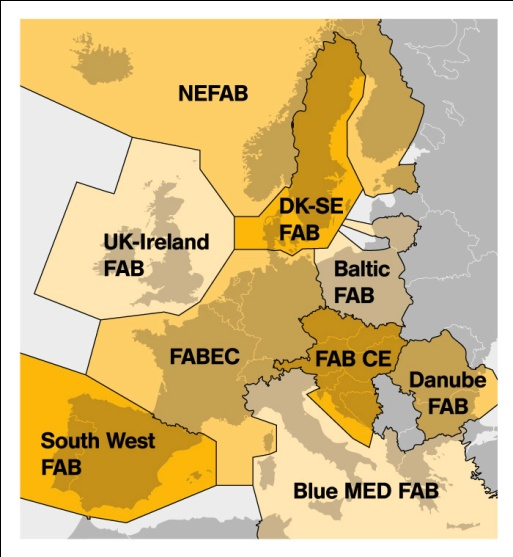 NEFAB
DK-SE
FAB
UK-Ireland
FAB
Baltic
FAB
FABEC
FAB CE
Danube
FAB
South West
FAB
Blue MED FAB